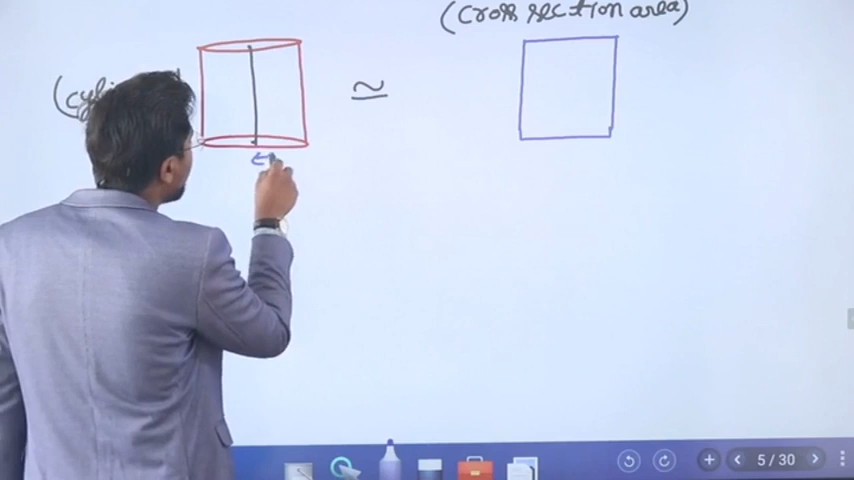 (cross section area)
≃
5 / 30